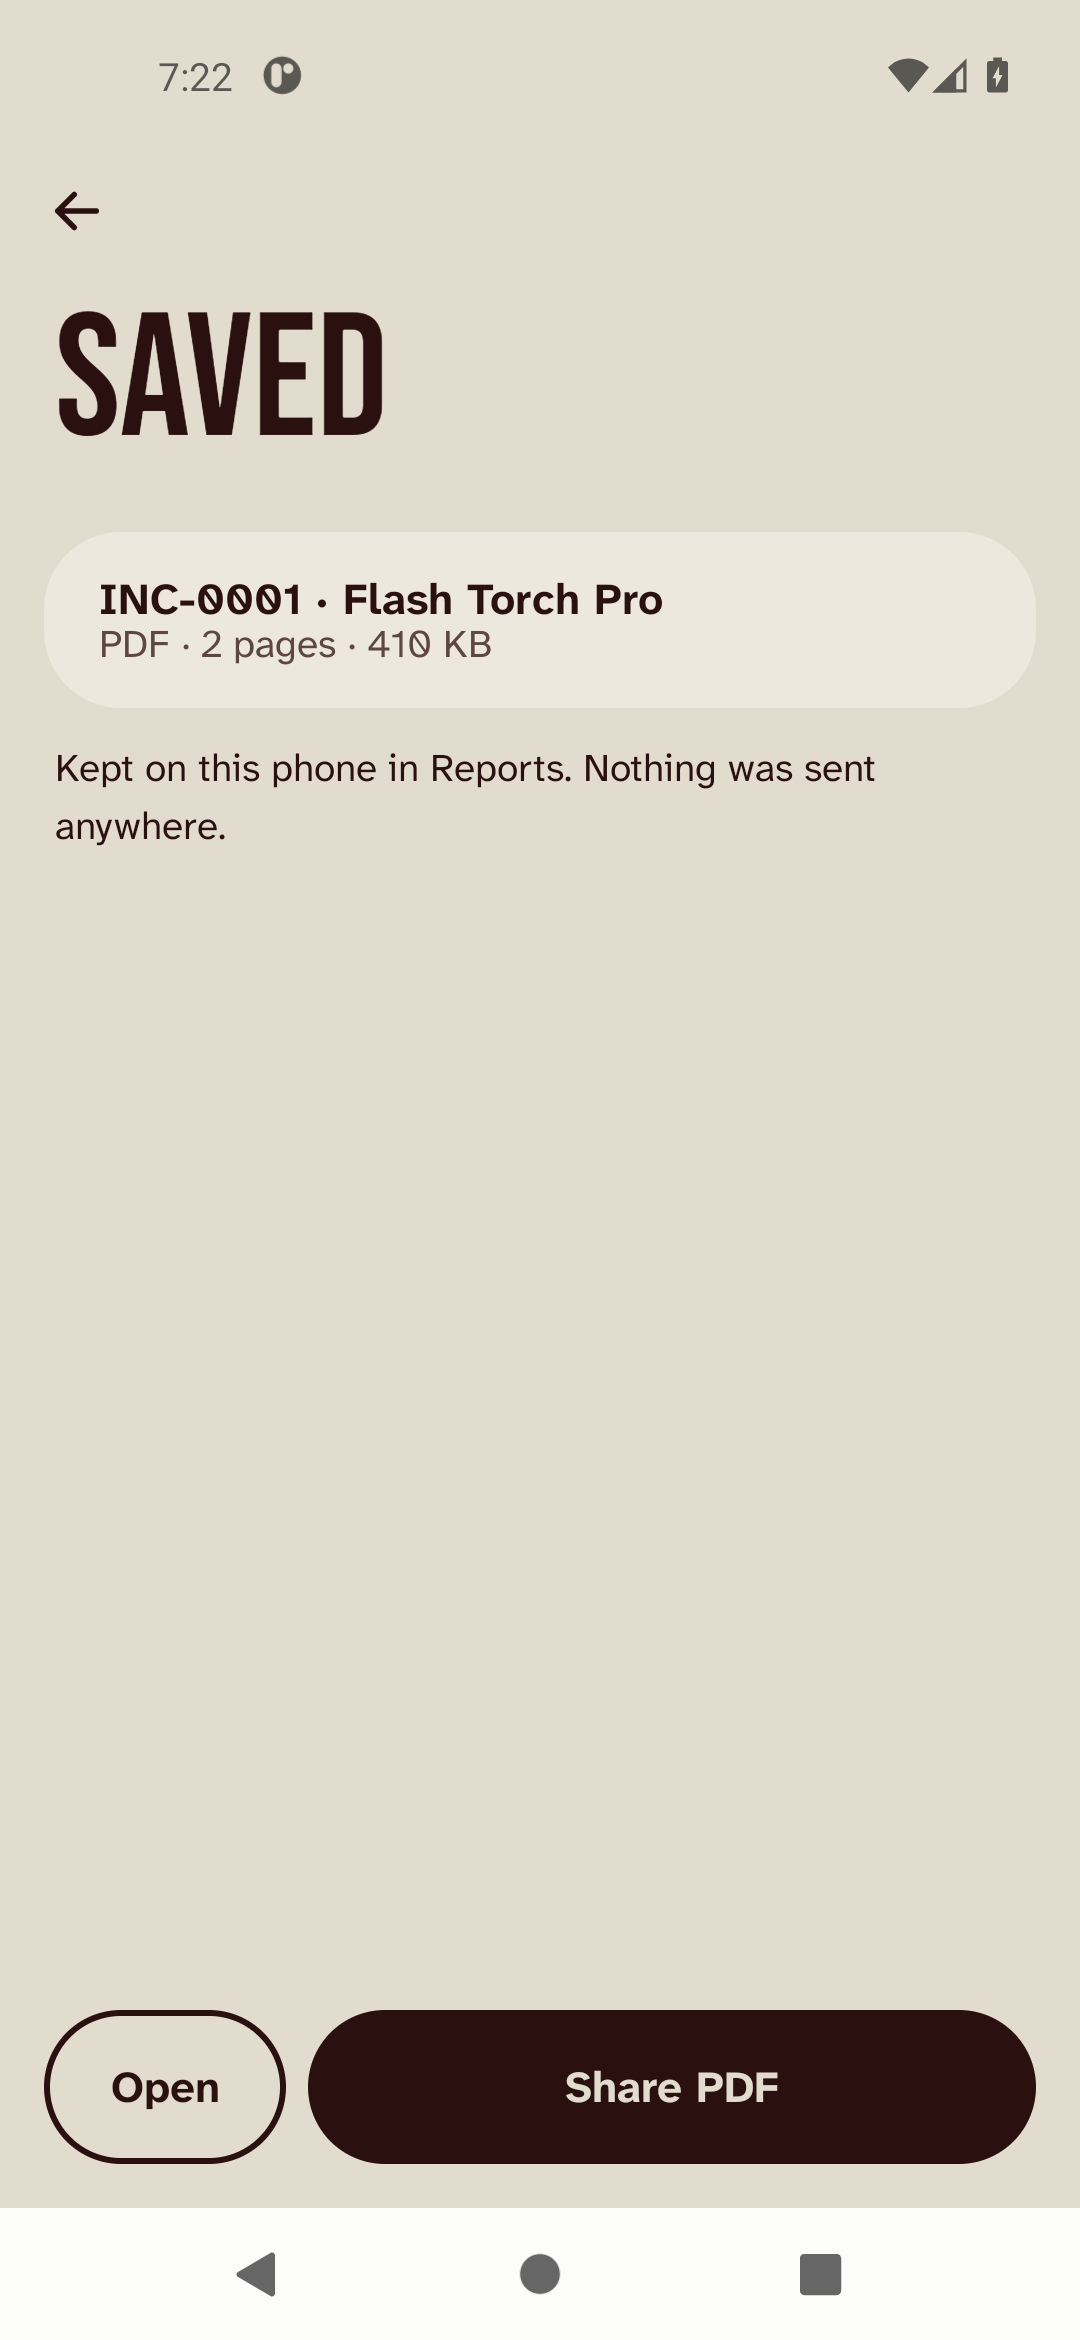 7:22
SAVED
INC-0001 · Flash Torch Pro
PDF · 2 pages · 410 KB
Kept on this phone in Reports. Nothing was sent
anywhere.
Open
Share PDF